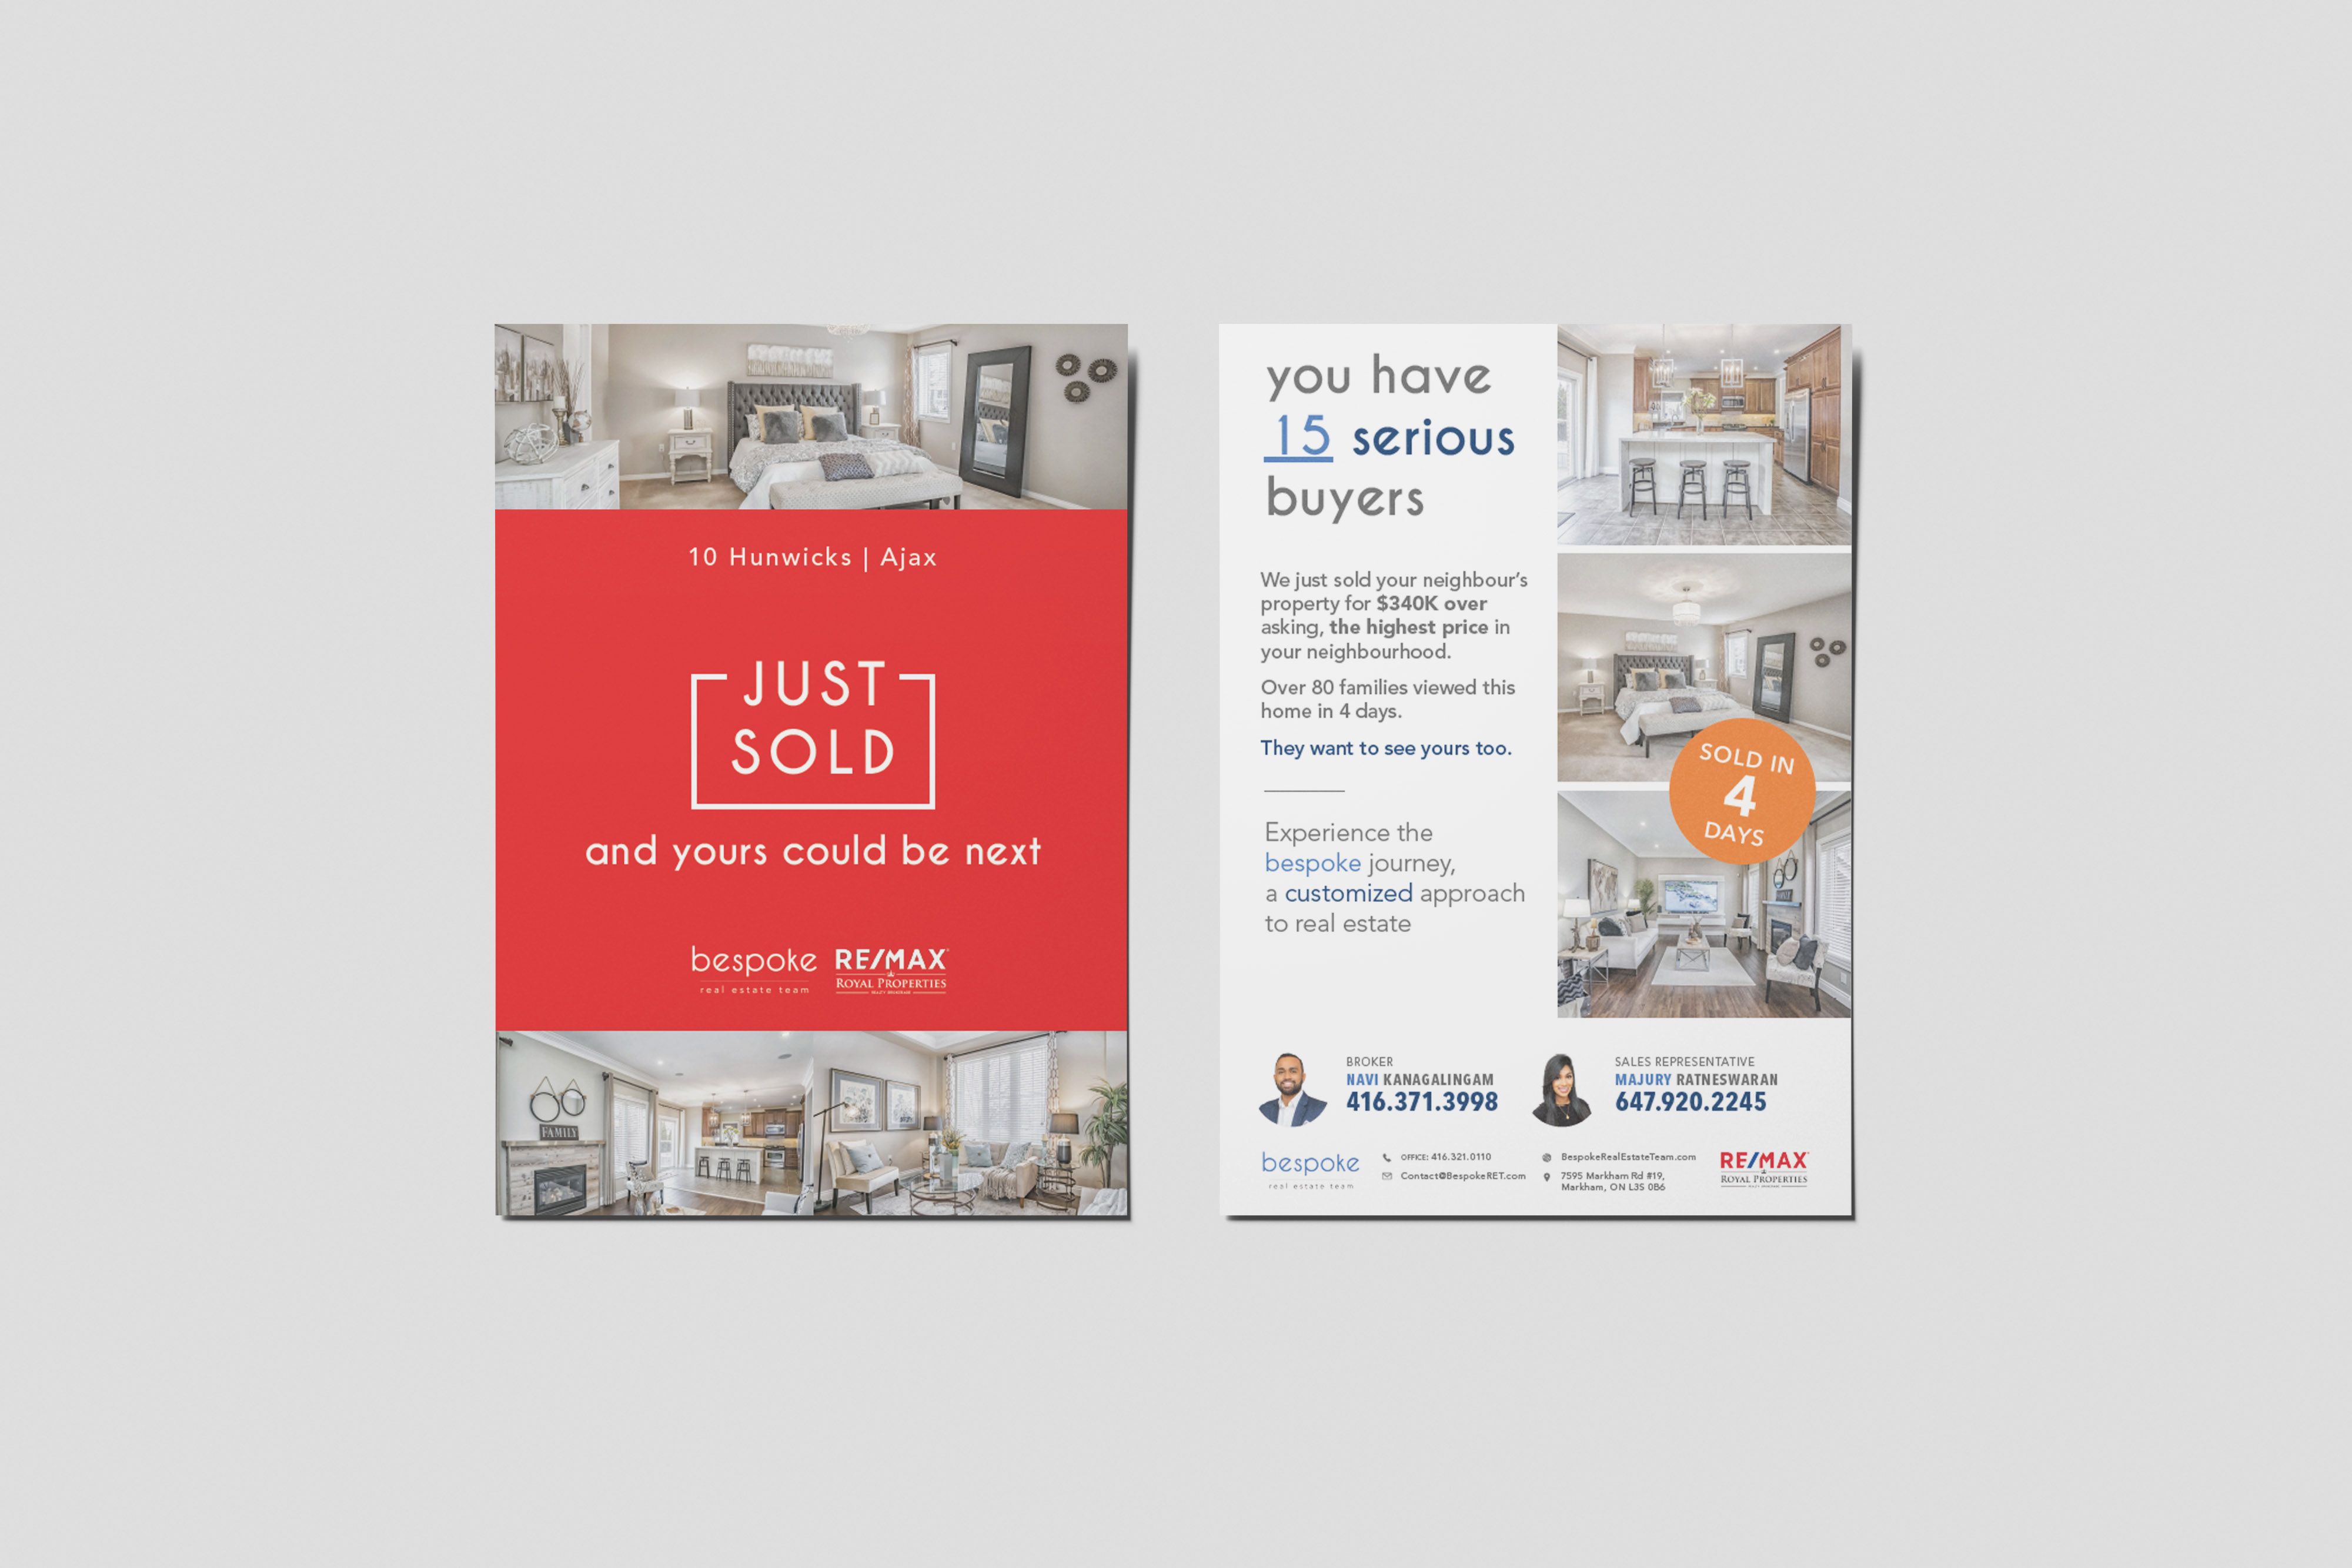 10 Hunwicks | Ajax
JUST
SOLD
and yours could be next
bespoke
real estate team
RE/MAX
ROYAL PROPERTIES
FAMILY
you have
15 serious
buyers
We just sold your neighbour's
property for $340K over
asking, the highest price in
your neighbourhood.
Over 80 families viewed this
home in 4 days.
They want to see yours too.
Experience the
bespoke journey,
a customized approach
to real estate
SOLD IN
4
DAYS
BROKER
NAVI KANAGALINGAM
416.371.3998
SALES REPRESENTATIVE
MAJURY RATNESWARAN
647.920.2245
bespoke
real estate team
OFFICE: 416.321.0110
Contact@BespokeRET.com
BespokeRealEstateTeam.com
7595 Markham Rd #19,
Markham, ON L3S 0B6
RE/MAX
ROYAL PROPERTIES